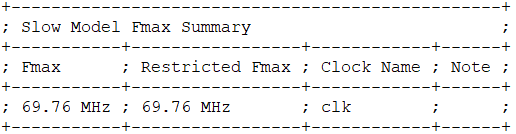 +--------------------------------------------------+
; Slow Model Fmax Summary                          ;
+-----------+-----------------+------------+------+
; Fmax      ; Restricted Fmax ; Clock Name ; Note ;
+-----------+-----------------+------------+------+
; 69.76 MHz ; 69.76 MHz       ; clk        ;      ;
+-----------+-----------------+------------+------+